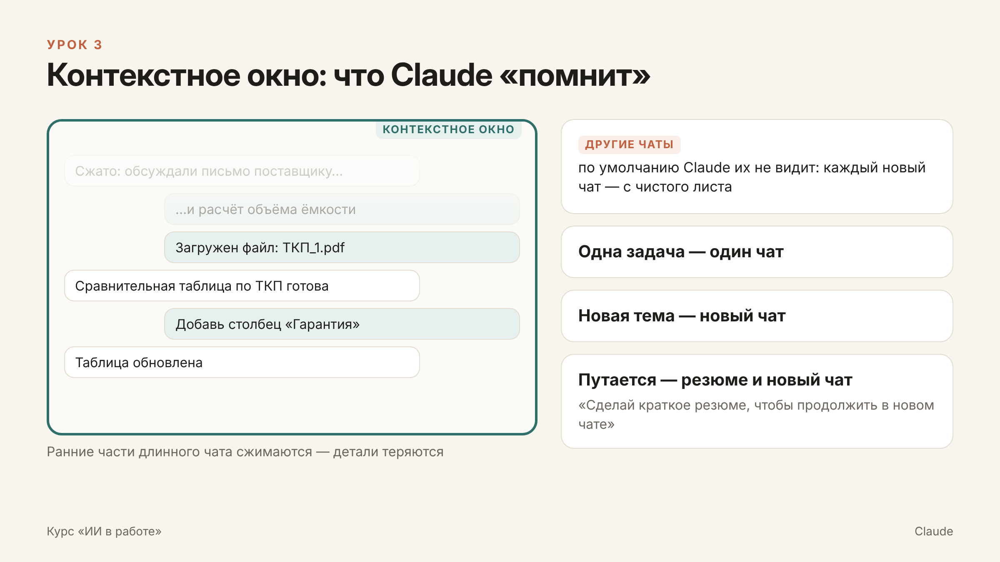 УРОК 3
Контекстное окно: что Claude «помнит»
КОНТЕКСТНОЕ ОКНО
Сжато: обсуждали письмо поставщику...
...и расчёт объёма ёмкости
Загружен файл: ТКП_1.pdf
Сравнительная таблица по ТКП готова
Добавь столбец «Гарантия»
Таблица обновлена
Ранние части длинного чата сжимаются — детали теряются
ДРУГИЕ ЧАТЫ
по умолчанию Claude их не видит: каждый новый
чат — с чистого листа
Одна задача — один чат
Новая тема — новый чат
Путается — резюме и новый чат
«Сделай краткое резюме, чтобы продолжить в новом
чате»
Курс «ИИ в работе»
Claude